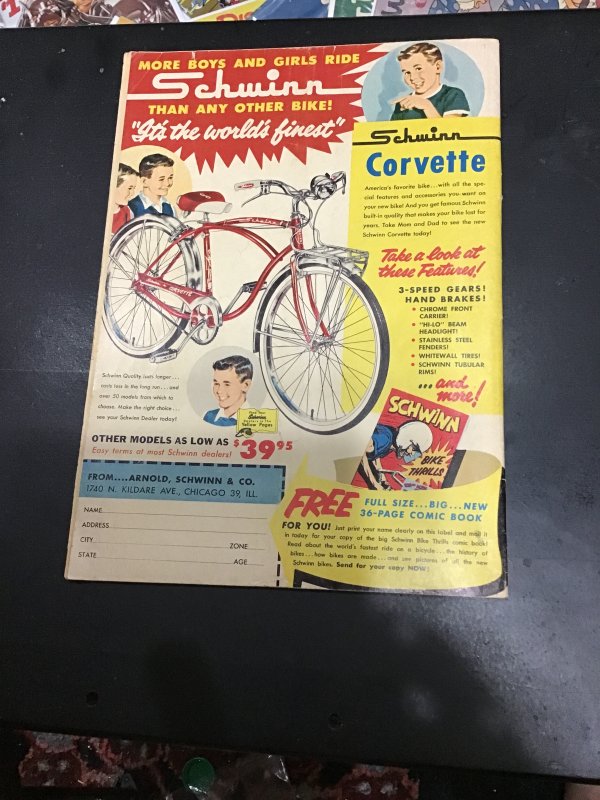 MORE BOYS AND GIRLS RIDE
Schwinn
THAN ANY OTHER BIKE!
"It's the world's finest"
Schwinn
Corvette
America's favorite bike...with all the spe-
cial features and accessories you want on
your new bike! And you get famous Schwinn
built-in quality that makes your bike last for
years. Take Mom and Dad to see the new
Schwinn Corvette today!
Take a look at
these Features!
3-SPEED GEARS!
HAND BRAKES!
• CHROME FRONT
CARRIER!
• "HI-LO" BEAM
HEADLIGHT!
• STAINLESS STEEL
FENDERS!
• WHITEWALL TIRES!
• SCHWINN TUBULAR
RIMS!
...and
more!
Schwinn
CORVETTE
SCHWINN
BIKE
THRILLS
Schwinn Quality lasts longer...
costs less in the long run...and
over 50 models from which to
choose. Make the right choice...
see your Schwinn Dealer today!
Schwinn
Yellow Pages
OTHER MODELS AS LOW AS $39.95
Easy terms at most Schwinn dealers!
FROM....ARNOLD, SCHWINN & CO.
1740 N. KILDARE AVE., CHICAGO 39, ILL.
NAME
ADDRESS
CITY
ZONE
STATE
AGE
FREE FULL SIZE...BIG...NEW
36-PAGE COMIC BOOK
FOR YOU! Just print your name clearly on this label and mail it
in today for your copy of the big Schwinn Bike Thrills comic book!
Read about the world's fastest ride on a bicycle...the history of
bikes...how bikes are made...and see pictures of all the new
Schwinn bikes. Send for your copy NOW!